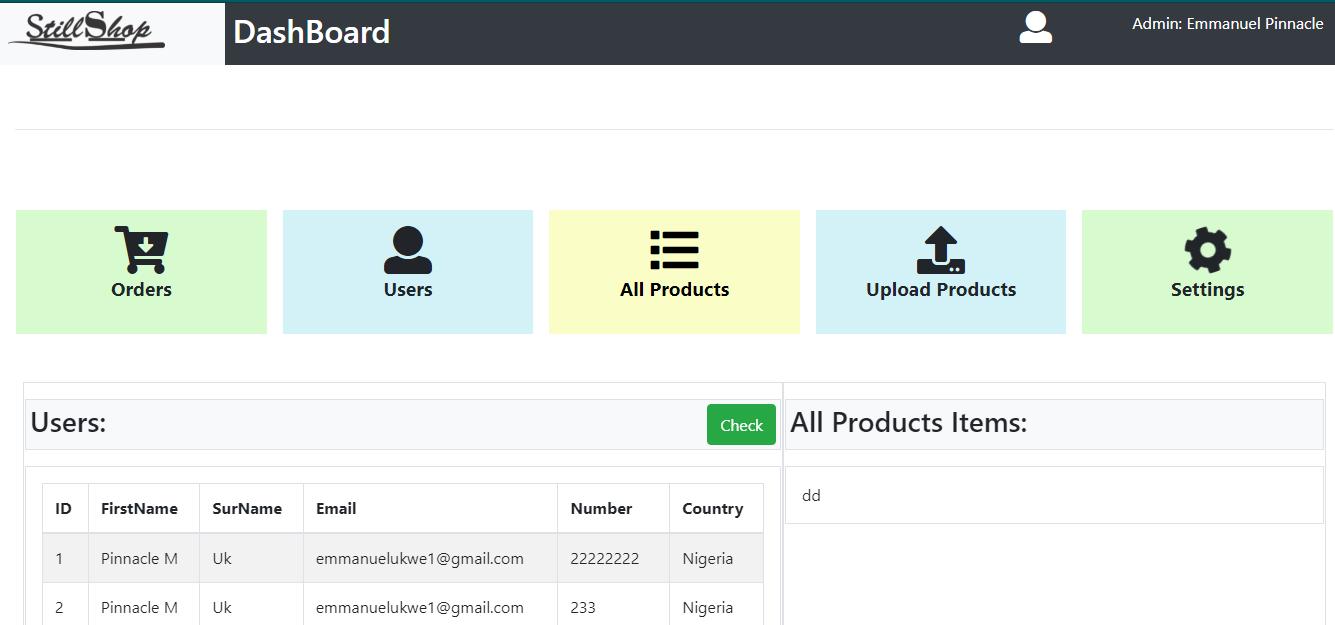 StillShop
DashBoard
Admin: Emmanuel Pinnacle
Orders
Users
All Products
Upload Products
Settings
Users:
Check
ID FirstName SurName Email Number Country
1 Pinnacle M Uk emmanuelukwe1@gmail.com 22222222 Nigeria
2 Pinnacle M Uk emmanuelukwe1@gmail.com 233 Nigeria
All Products Items:
dd